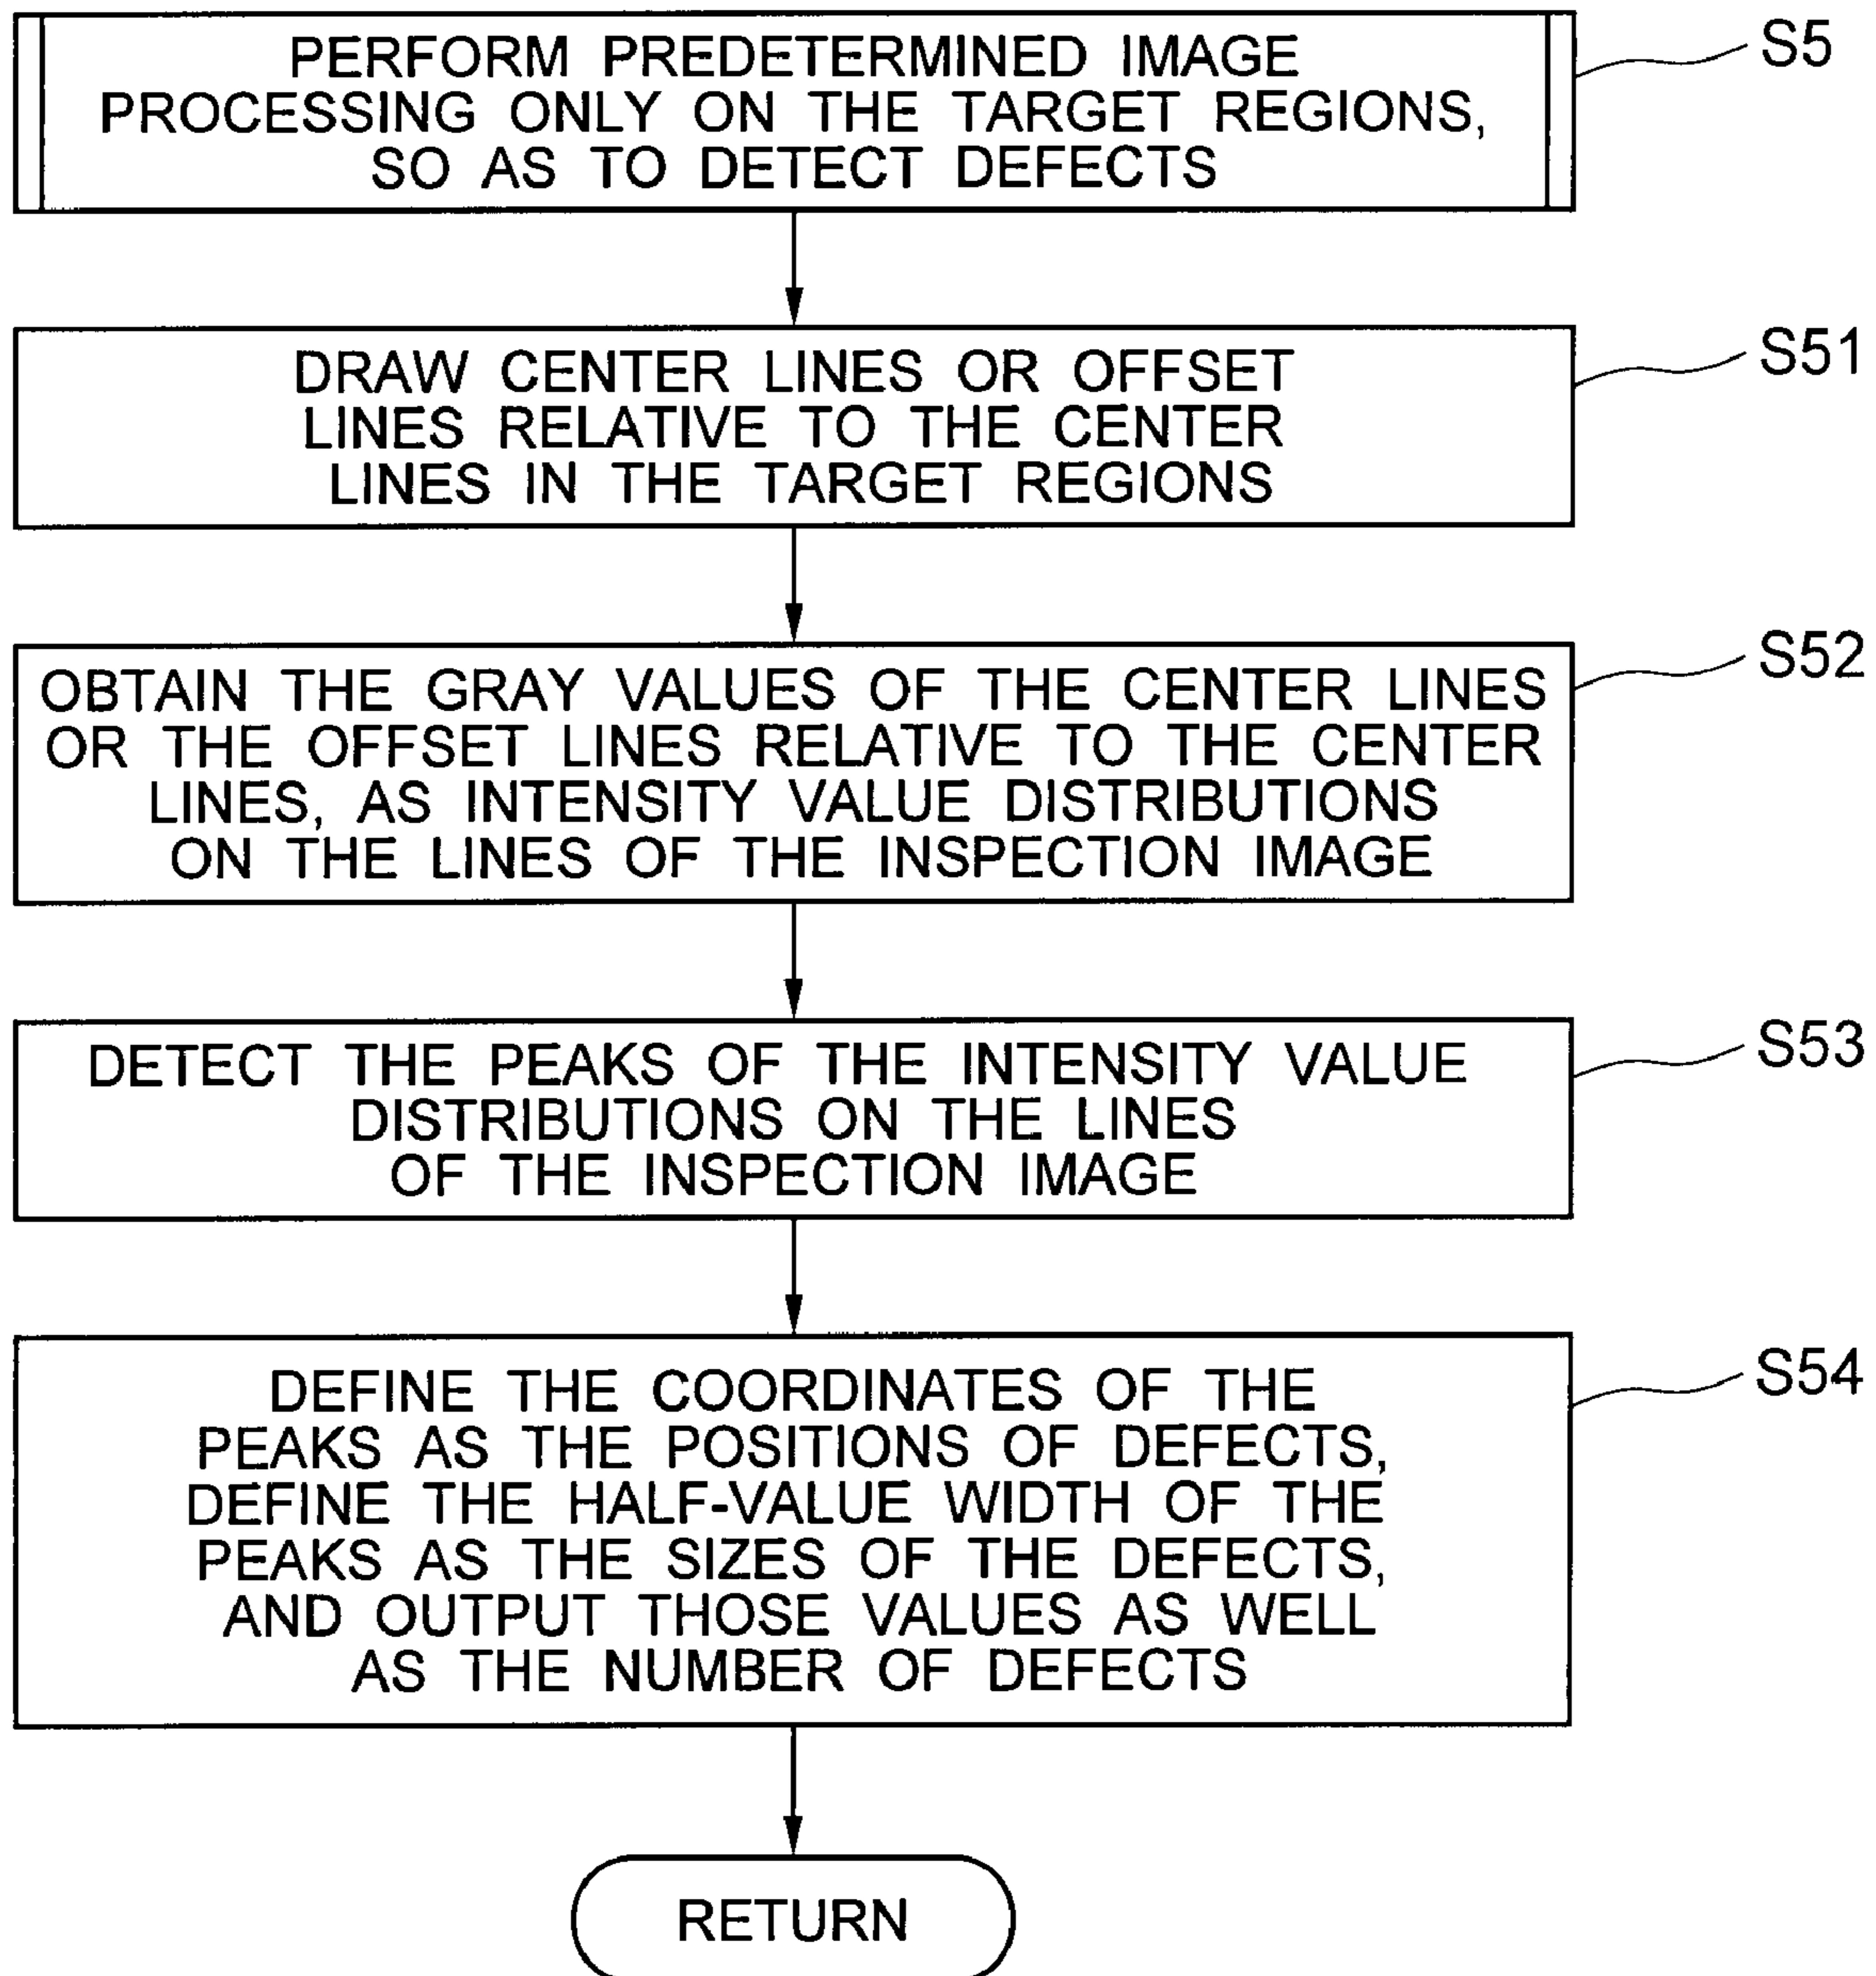 PERFORM PREDETERMINED IMAGE
PROCESSING ONLY ON THE TARGET REGIONS,
SO AS TO DETECT DEFECTS
S5
DRAW CENTER LINES OR OFFSET
LINES RELATIVE TO THE CENTER
LINES IN THE TARGET REGIONS
S51
OBTAIN THE GRAY VALUES OF THE CENTER LINES
OR THE OFFSET LINES RELATIVE TO THE CENTER
LINES, AS INTENSITY VALUE DISTRIBUTIONS
ON THE LINES OF THE INSPECTION IMAGE
S52
DETECT THE PEAKS OF THE INTENSITY VALUE
DISTRIBUTIONS ON THE LINES
OF THE INSPECTION IMAGE
S53
DEFINE THE COORDINATES OF THE
PEAKS AS THE POSITIONS OF DEFECTS,
DEFINE THE HALF-VALUE WIDTH OF THE
PEAKS AS THE SIZES OF THE DEFECTS,
AND OUTPUT THOSE VALUES AS WELL
AS THE NUMBER OF DEFECTS
S54
RETURN